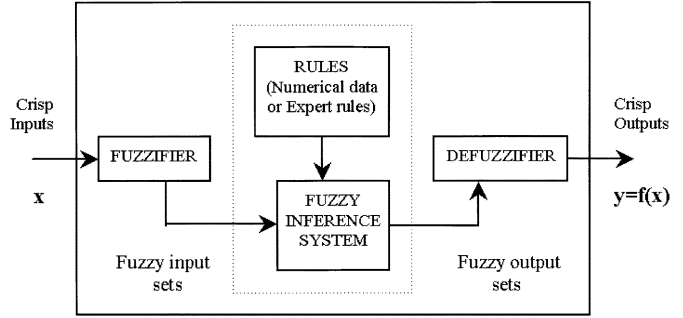 Crisp
Inputs
x
FUZZIFIER
Fuzzy input
sets
RULES
(Numerical data
or Expert rules)
FUZZY
INFERENCE
SYSTEM
DEFUZZIFIER
Fuzzy output
sets
Crisp
Outputs
y=f(x)